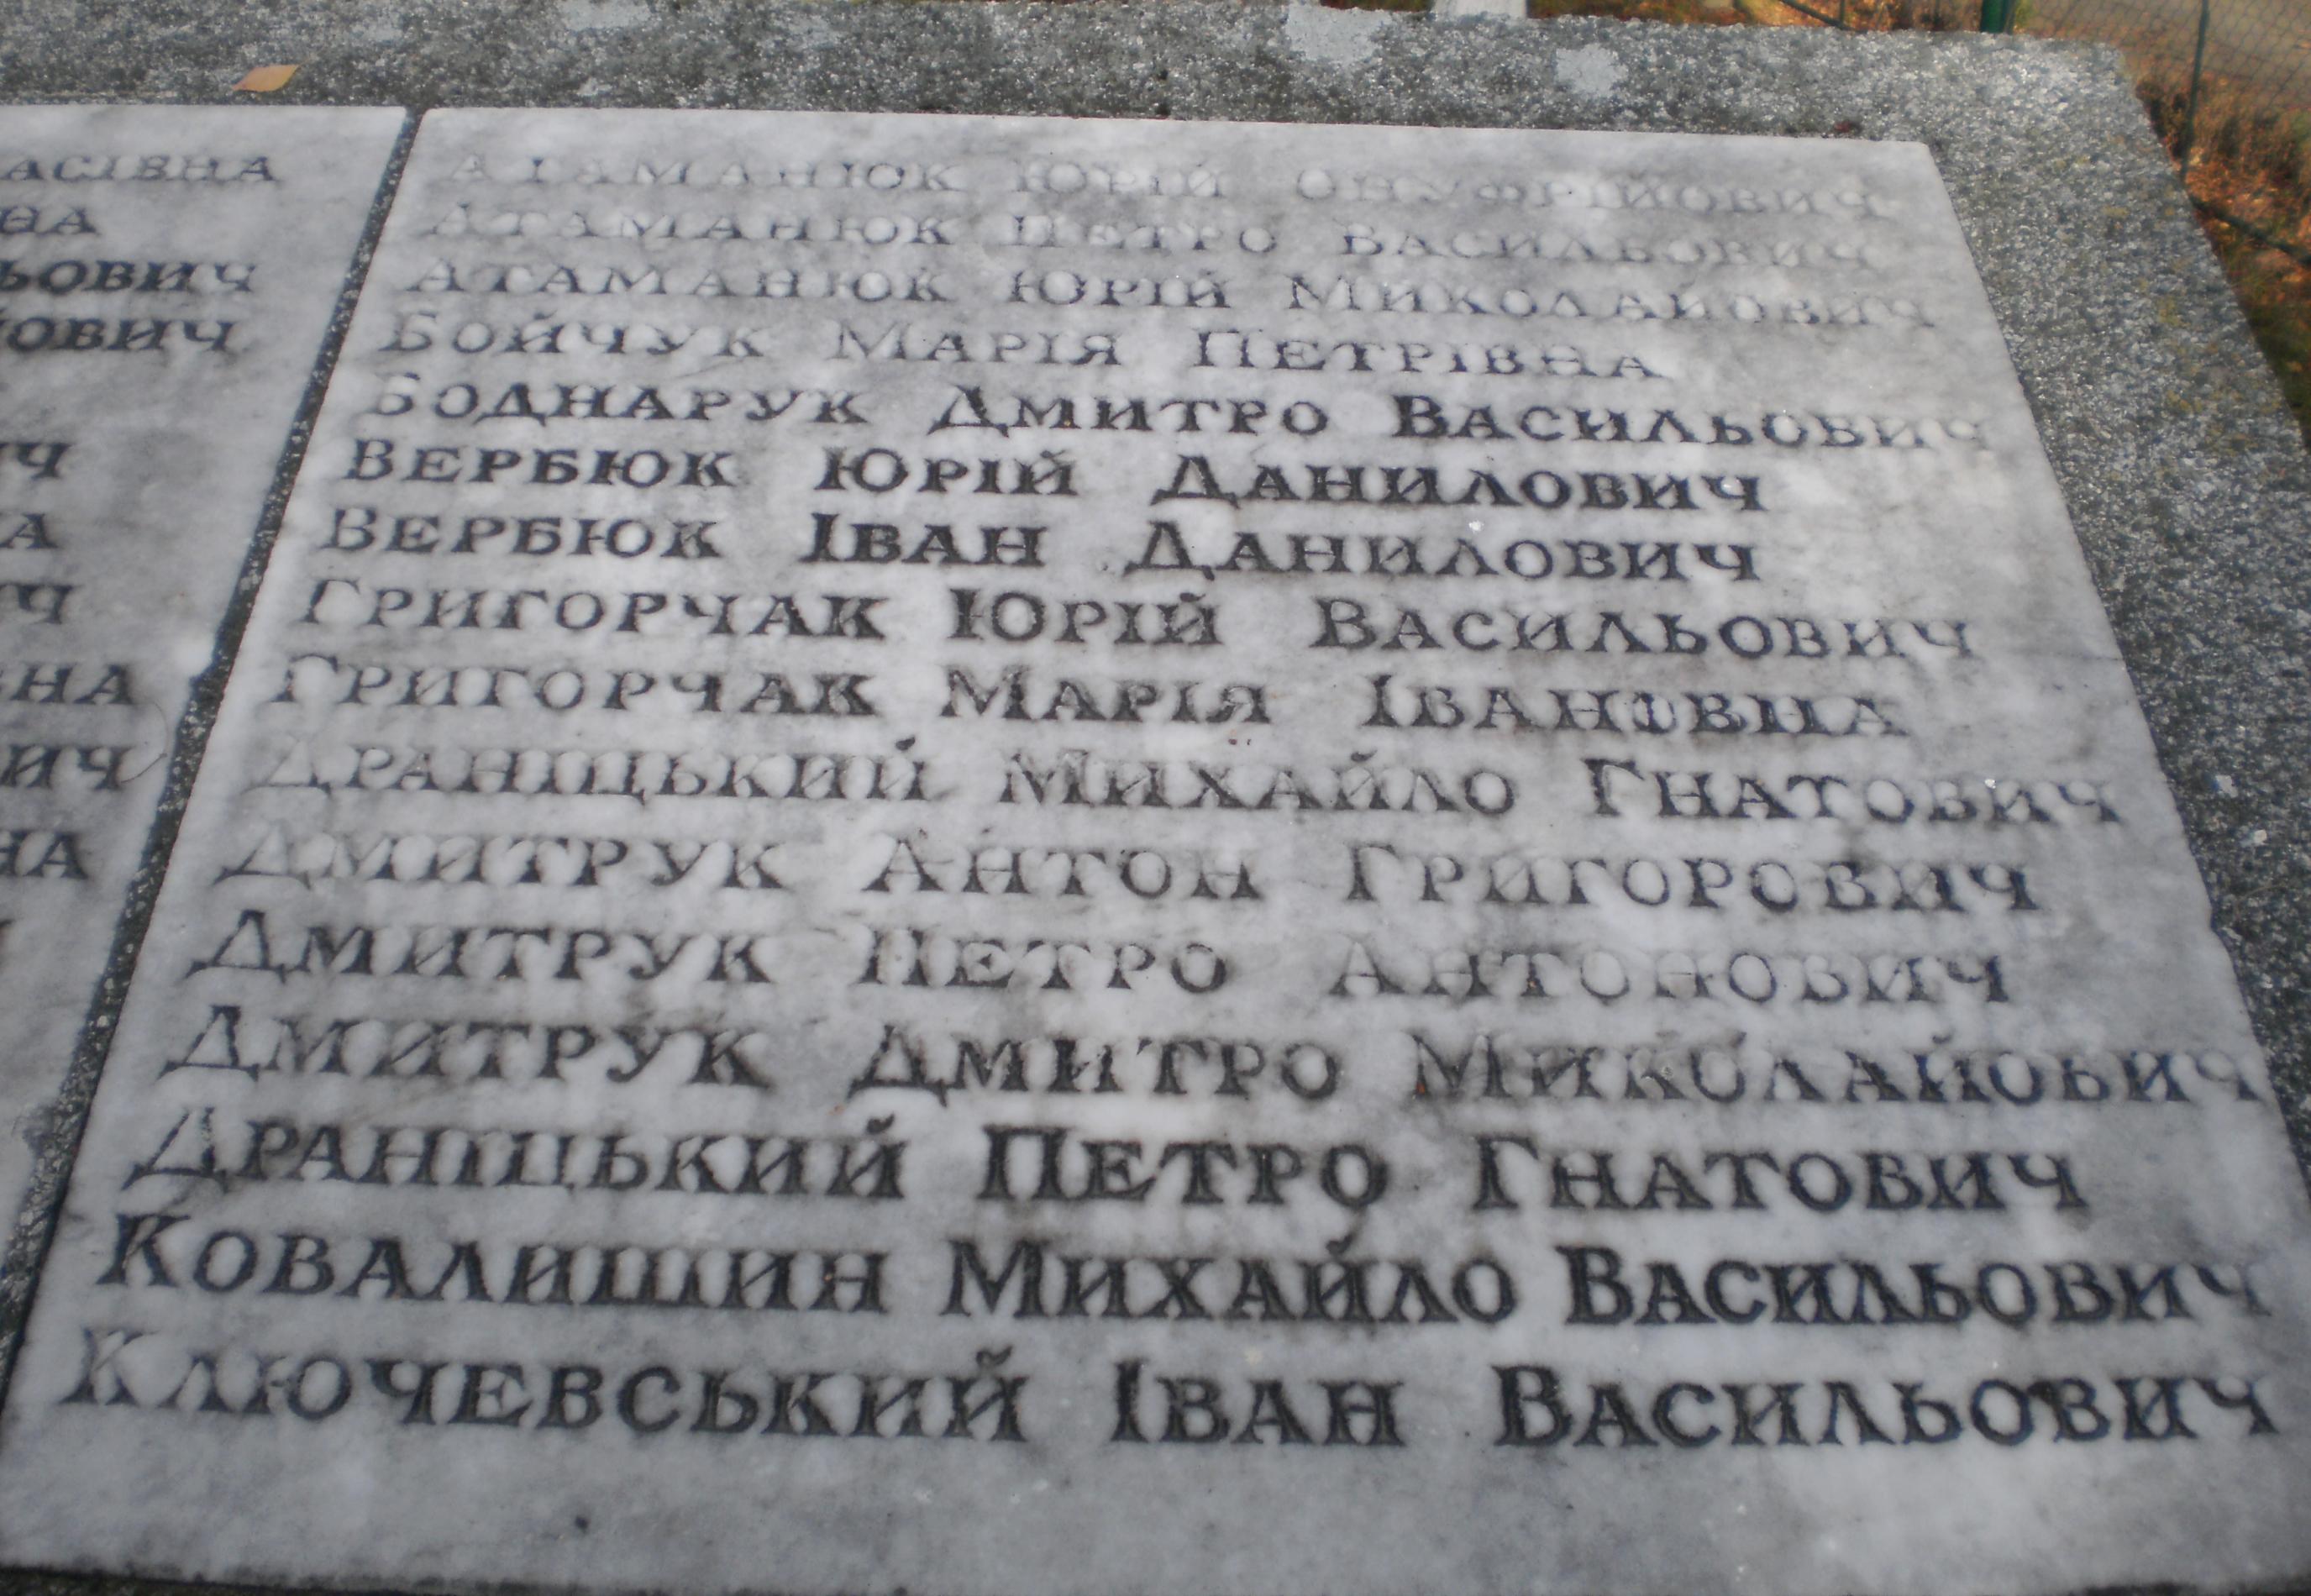 Атаманюк Юрій Онуфрійович
Атаманюк Петро Васильович
Атаманюк Юрій Миколайович
Бойчук Марія Петрівна
Боднарук Дмитро Васильович
Вербюк Юрій Данилович
Вербюк Іван Данилович
Григорчак Юрій Васильович
Григорчак Марія Іванівна
Драніцький Михайло Гнатович
Дмитрук Антон Григорович
Дмитрук Петро Антонович
Дмитрук Дмитро Миколайович
Драніцький Петро Гнатович
Ковалишин Михайло Васильович
Ключевський Іван Васильович